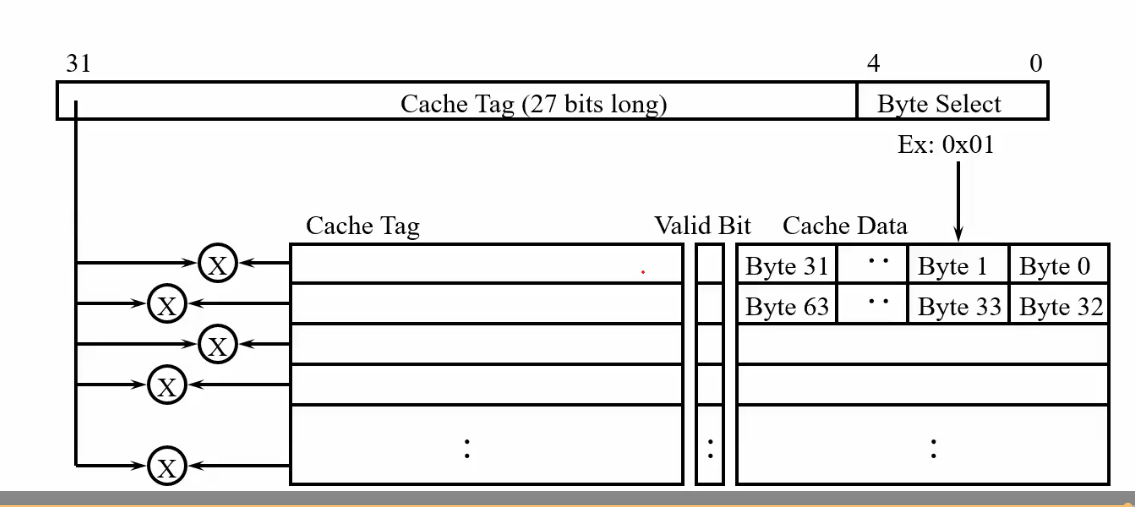 31 4 0
Cache Tag (27 bits long) Byte Select
Ex: 0x01
Cache Tag Valid Bit Cache Data
X Byte 31 ·· Byte 1 Byte 0
X Byte 63 ·· Byte 33 Byte 32
X
X
X : : :